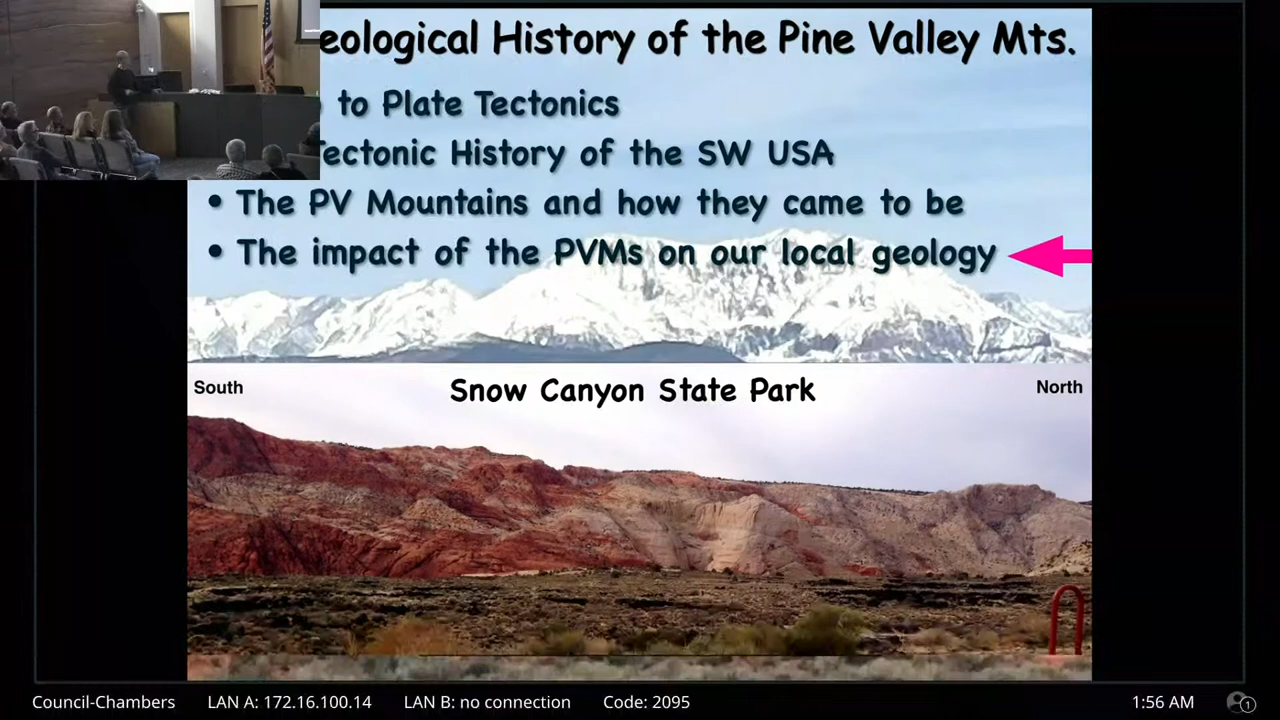 eological History of the Pine Valley Mts.
to Plate Tectonics
Tectonic History of the SW USA
• The PV Mountains and how they came to be
• The impact of the PVMs on our local geology
South Snow Canyon State Park North
Council-Chambers LAN A: 172.16.100.14 LAN B: no connection Code: 2095 1:56 AM 1